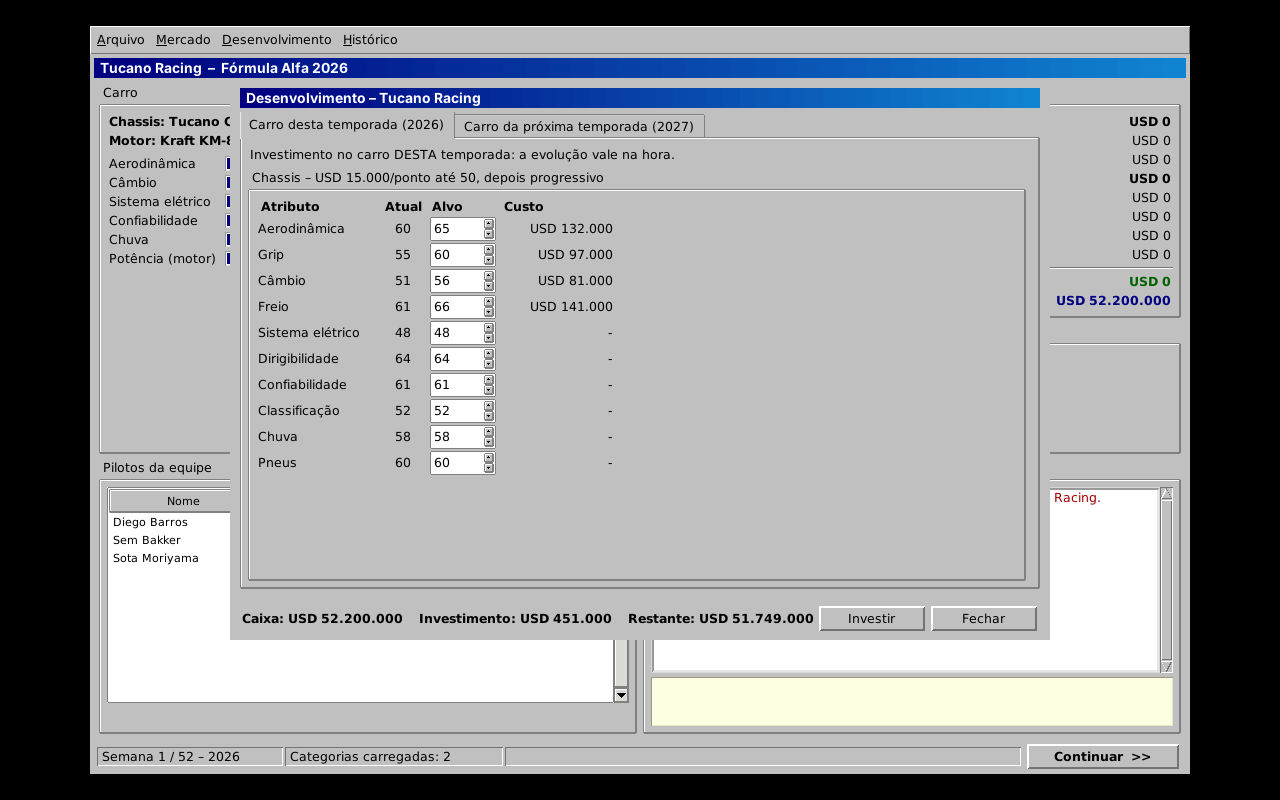 Arquivo Mercado Desenvolvimento Histórico
Tucano Racing – Fórmula Alfa 2026
Carro
Chassis: Tucano
Motor: Kraft
Aerodinâmica
Câmbio
Sistema elétrico
Confiabilidade
Chuva
Potência (motor)
USD 0
USD 0
USD 0
USD 0
USD 0
USD 0
USD 0
USD 0
USD 0
USD 52.200.000
Desenvolvimento – Tucano Racing
Carro desta temporada (2026) Carro da próxima temporada (2027)
Investimento no carro DESTA temporada: a evolução vale na hora.
Chassis – USD 15.000/ponto até 50, depois progressivo
Atributo Atual Alvo Custo
Aerodinâmica 60 65 USD 132.000
Grip 55 60 USD 97.000
Câmbio 51 56 USD 81.000
Freio 61 66 USD 141.000
Sistema elétrico 48 48 -
Dirigibilidade 64 64 -
Confiabilidade 61 61 -
Classificação 52 52 -
Chuva 58 58 -
Pneus 60 60 -
Caixa: USD 52.200.000 Investimento: USD 451.000 Restante: USD 51.749.000 Investir Fechar
Pilotos da equipe
Nome
Diego Barros
Sem Bakker
Sota Moriyama
Racing.
Semana 1 / 52 – 2026 Categorias carregadas: 2 Continuar >>